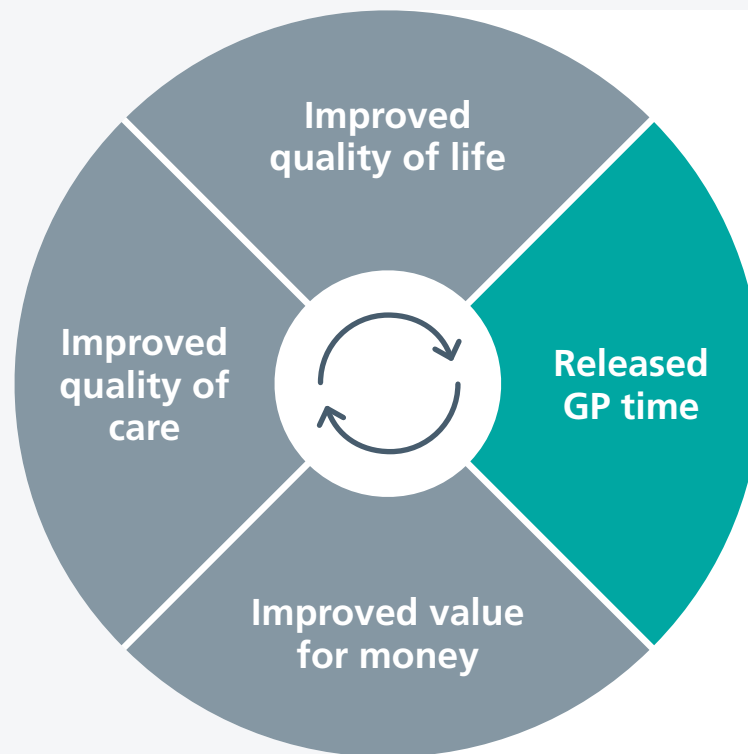 Improved
quality of life
Released
GP time
Improved value
for money
Improved
quality of
care